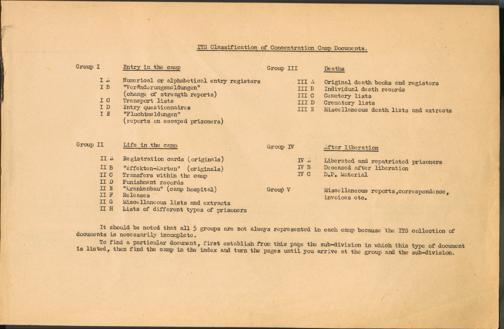 ITS Classification of Concentration Camp Documents.
Group I Entry in the camp
I A Numerical or alphabetical entry registers
I B "Veränderungsmeldungen"
(change of strength reports)
I C Transport lists
I D Entry questionnaires
I E "Fluchtmeldungen"
(reports on escaped prisoners)
Group III Deaths
III A Original death books and registers
III B Individual death records
III C Cemetery lists
III D Crematory lists
III E Miscellaneous death lists and extracts
Group II Life in the camp
II A Registration cards (originals)
II B "Effekten-Karten" (originals)
II C Transfers within the camp
II D Punishment records
II E "Krankenbau" (camp hospital)
II F Releases
II G Miscellaneous lists and extracts
II H Lists of different types of prisoners
Group IV After liberation
IV A Liberated and repatriated prisoners
IV B Deceased after liberation
IV C D.P. Material
Group V Miscellaneous reports,correspondence,
invoices etc.
It should be noted that all 5 groups are not always represented in each camp because the ITS collection of
documents is necessarily incomplete.
To find a particular document, first establish from this page the sub-division in which this type of document
is listed, then find the camp in the index and turn the pages until you arrive at the group and the sub-division.